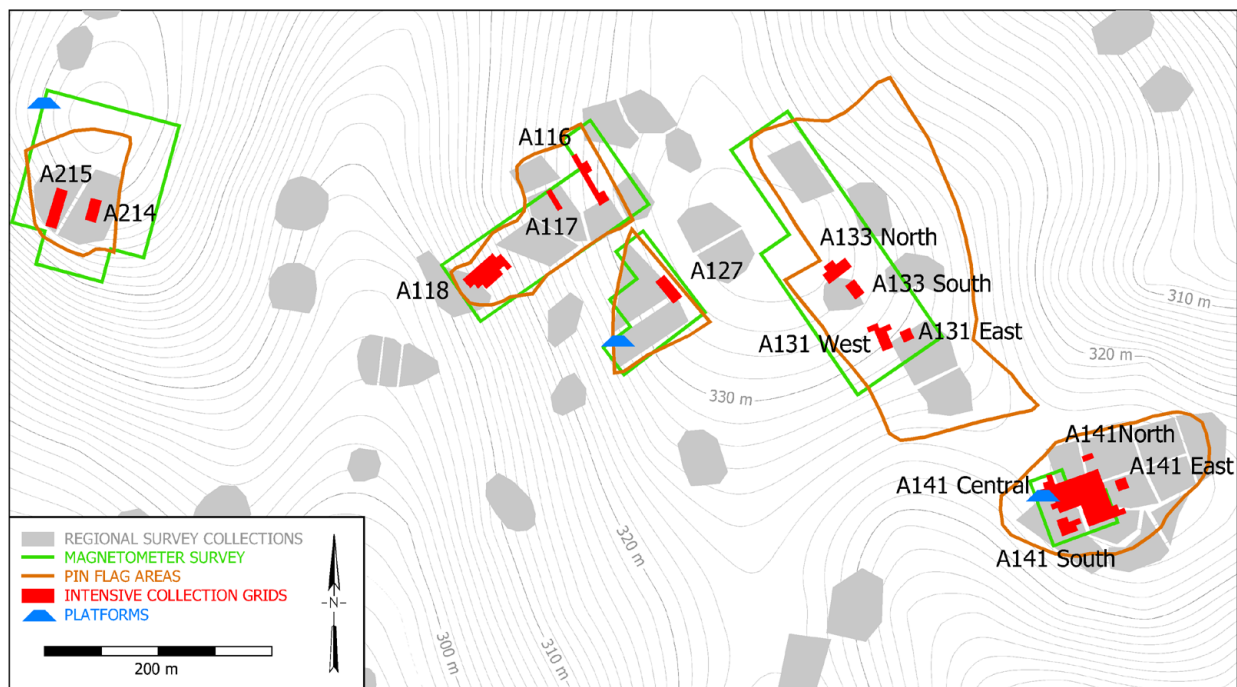 A116
A215
A214
A117
A133 North
A127
A118
A133 South
310 m
A131 West
A131 East
320 m
330 m
A141North
A141 East
A141 Central
A141 South
320 m
300 m
310 m
REGIONAL SURVEY COLLECTIONS
MAGNETOMETER SURVEY
PIN FLAG AREAS
INTENSIVE COLLECTION GRIDS
PLATFORMS
-N-
200 m